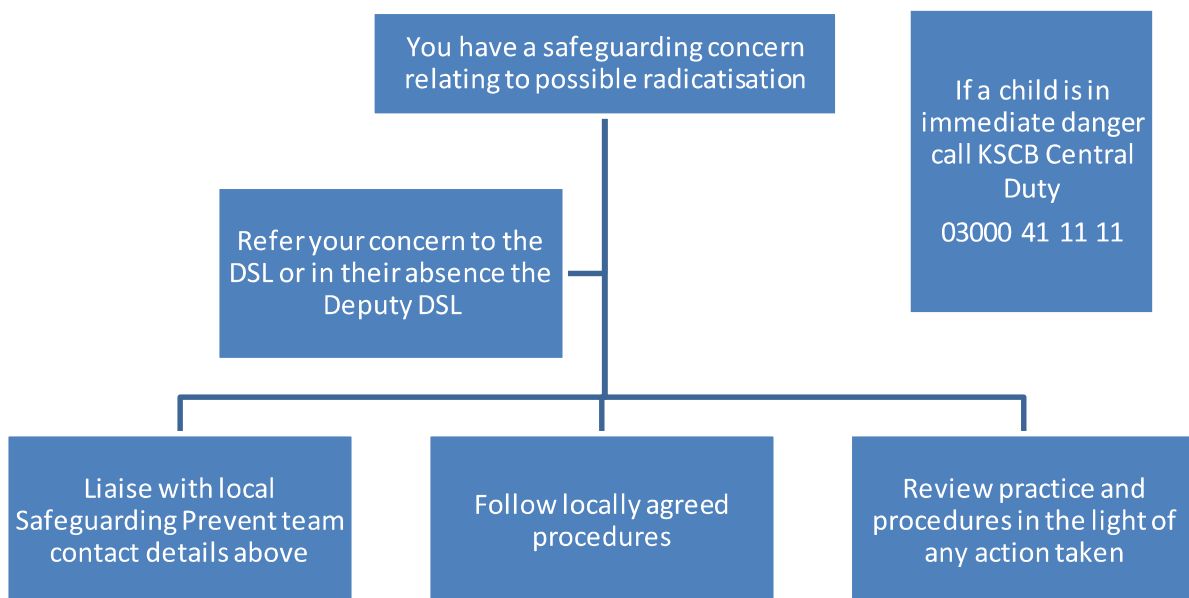 You have a safeguarding concern
relating to possible radicatisation
If a child is in
immediate danger
call KSCB Central
Duty
03000 41 11 11
Refer your concern to the
DSL or in their absence the
Deputy DSL
Liaise with local
Safeguarding Prevent team
contact details above
Follow locally agreed
procedures
Review practice and
procedures in the light of
any action taken